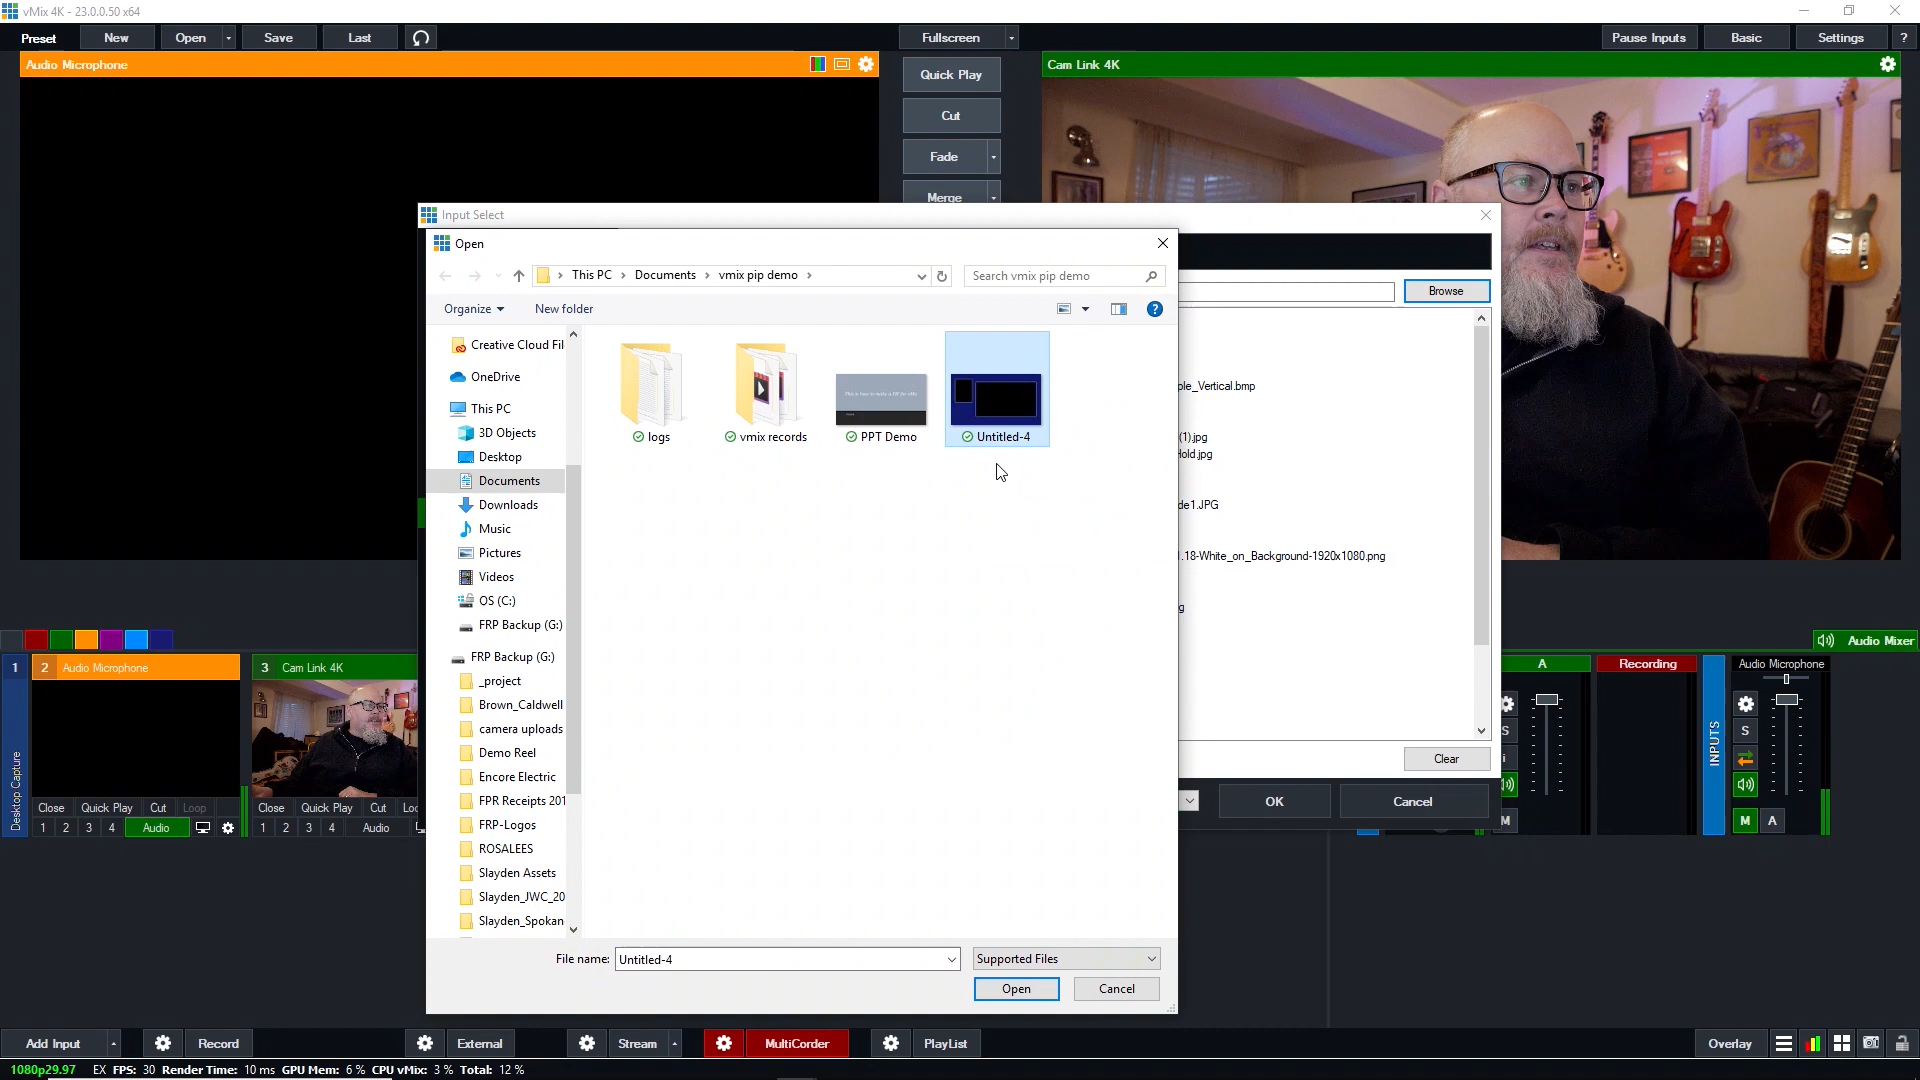 vMix 4K - 23.0.0.50 x64
Preset New Open Save Last Fullscreen Pause Inputs Basic Settings ?
Audio Microphone
Quick Play
Cut
Fade
Merge
Cam Link 4K
Input Select
Open
This PC > Documents > vmix pip demo >
Search vmix pip demo
Browse
Organize
New folder
Creative Cloud Fil
OneDrive
This PC
3D Objects
Desktop
Documents
Downloads
Music
Pictures
Videos
OS (C:)
FRP Backup (G:)
FRP Backup (G:)
_project
Brown_Caldwell
camera uploads
Demo Reel
Encore Electric
FPR Receipts 201
FRP-Logos
ROSALEES
Slayden Assets
Slayden_JWC_20
Slayden_Spokan
logs
vmix records
PPT Demo
Untitled-4
ple_Vertical.bmp
(1).jpg
Hold.jpg
de1.JPG
1.18-White_on_Background-1920x1080.png
g
Clear
OK
Cancel
File name: Untitled-4
Supported Files
Open
Cancel
Audio Mixer
1
Desktop Capture
2 Audio Microphone
Close Quick Play Cut Loop
1 2 3 4 Audio
3 Cam Link 4K
Close Quick Play Cut Loo
1 2 3 4 Audio
A
S
M
Recording
INPUTS
Audio Microphone
S
M A
Add Input Record External Stream MultiCorder PlayList Overlay
1080p29.97 EX FPS: 30 Render Time: 10 ms GPU Mem: 6 % CPU vMix: 3 % Total: 12 %